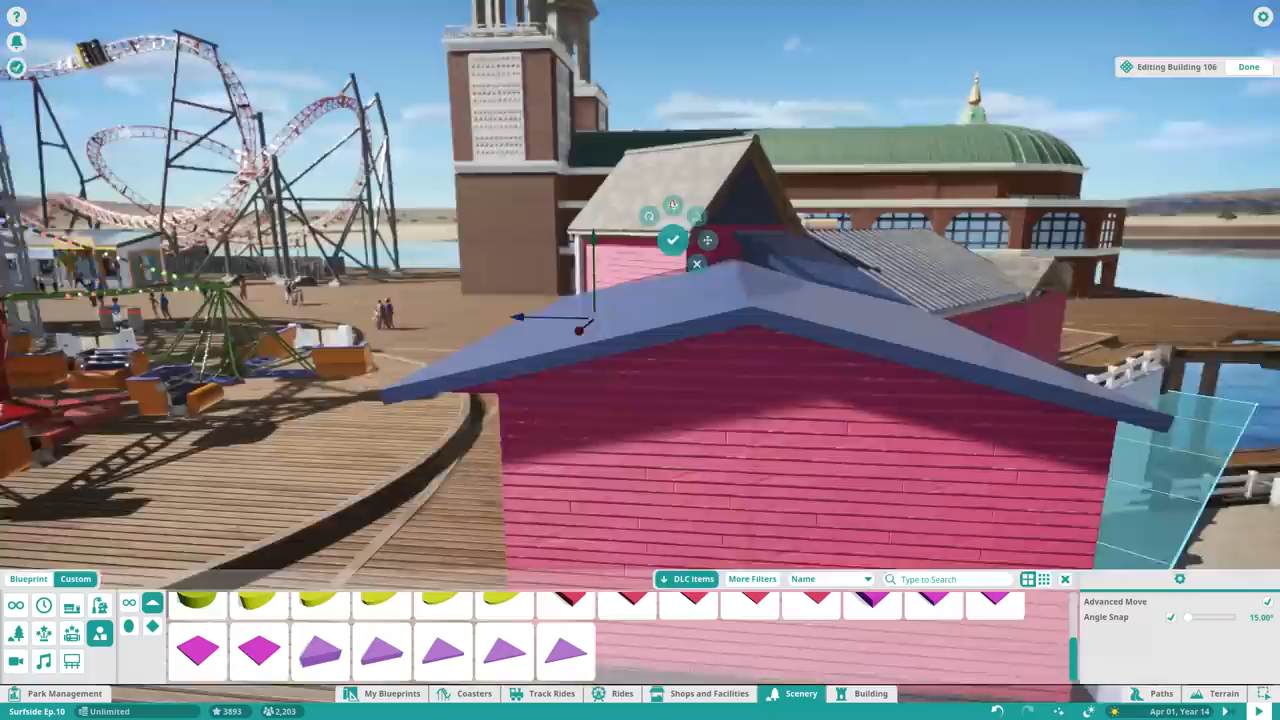 ?
Editing Building 106 Done
Blueprint Custom
DLC Items More Filters Name Type to Search
Advanced Move
Angle Snap 15.00°
Park Management My Blueprints Coasters Track Rides Rides Shops and Facilities Scenery Building Paths Terrain
Surfside Ep.10 Unlimited 3893 2,203 Apr 01, Year 14